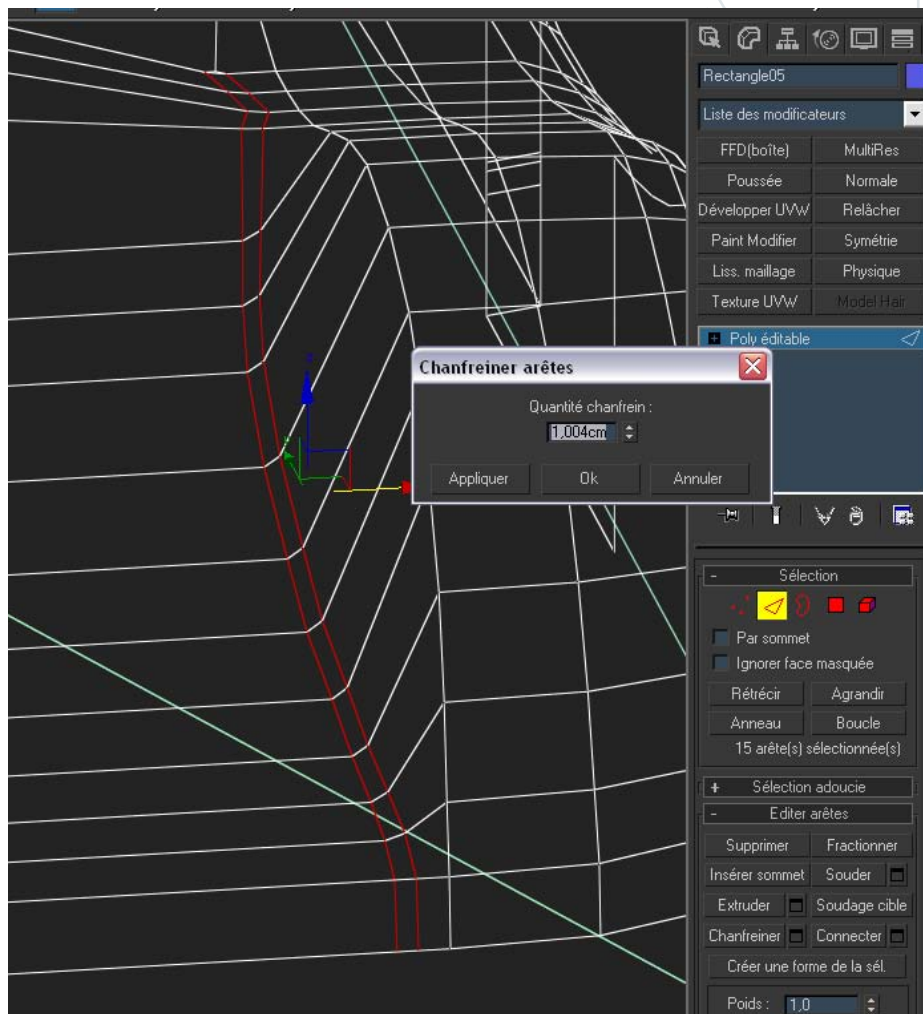 Rectangle05
Liste des modificateurs
FFD(boîte) MultiRes
Poussée Normale
Développer UVW Relâcher
Paint Modifier Symétrie
Liss. maillage Physique
Texture UVW Model Hair
Poly éditable
Chanfreiner arêtes
Quantité chanfrein :
1,004cm
Appliquer Ok Annuler
- Sélection
Par sommet
Ignorer face masquée
Rétrécir Agrandir
Anneau Boucle
15 arête(s) sélectionnée(s)
+ Sélection adoucie
- Editer arêtes
Supprimer Fractionner
Insérer sommet Souder
Extruder Soudage cible
Chanfreiner Connecter
Créer une forme de la sél.
Poids : 1,0